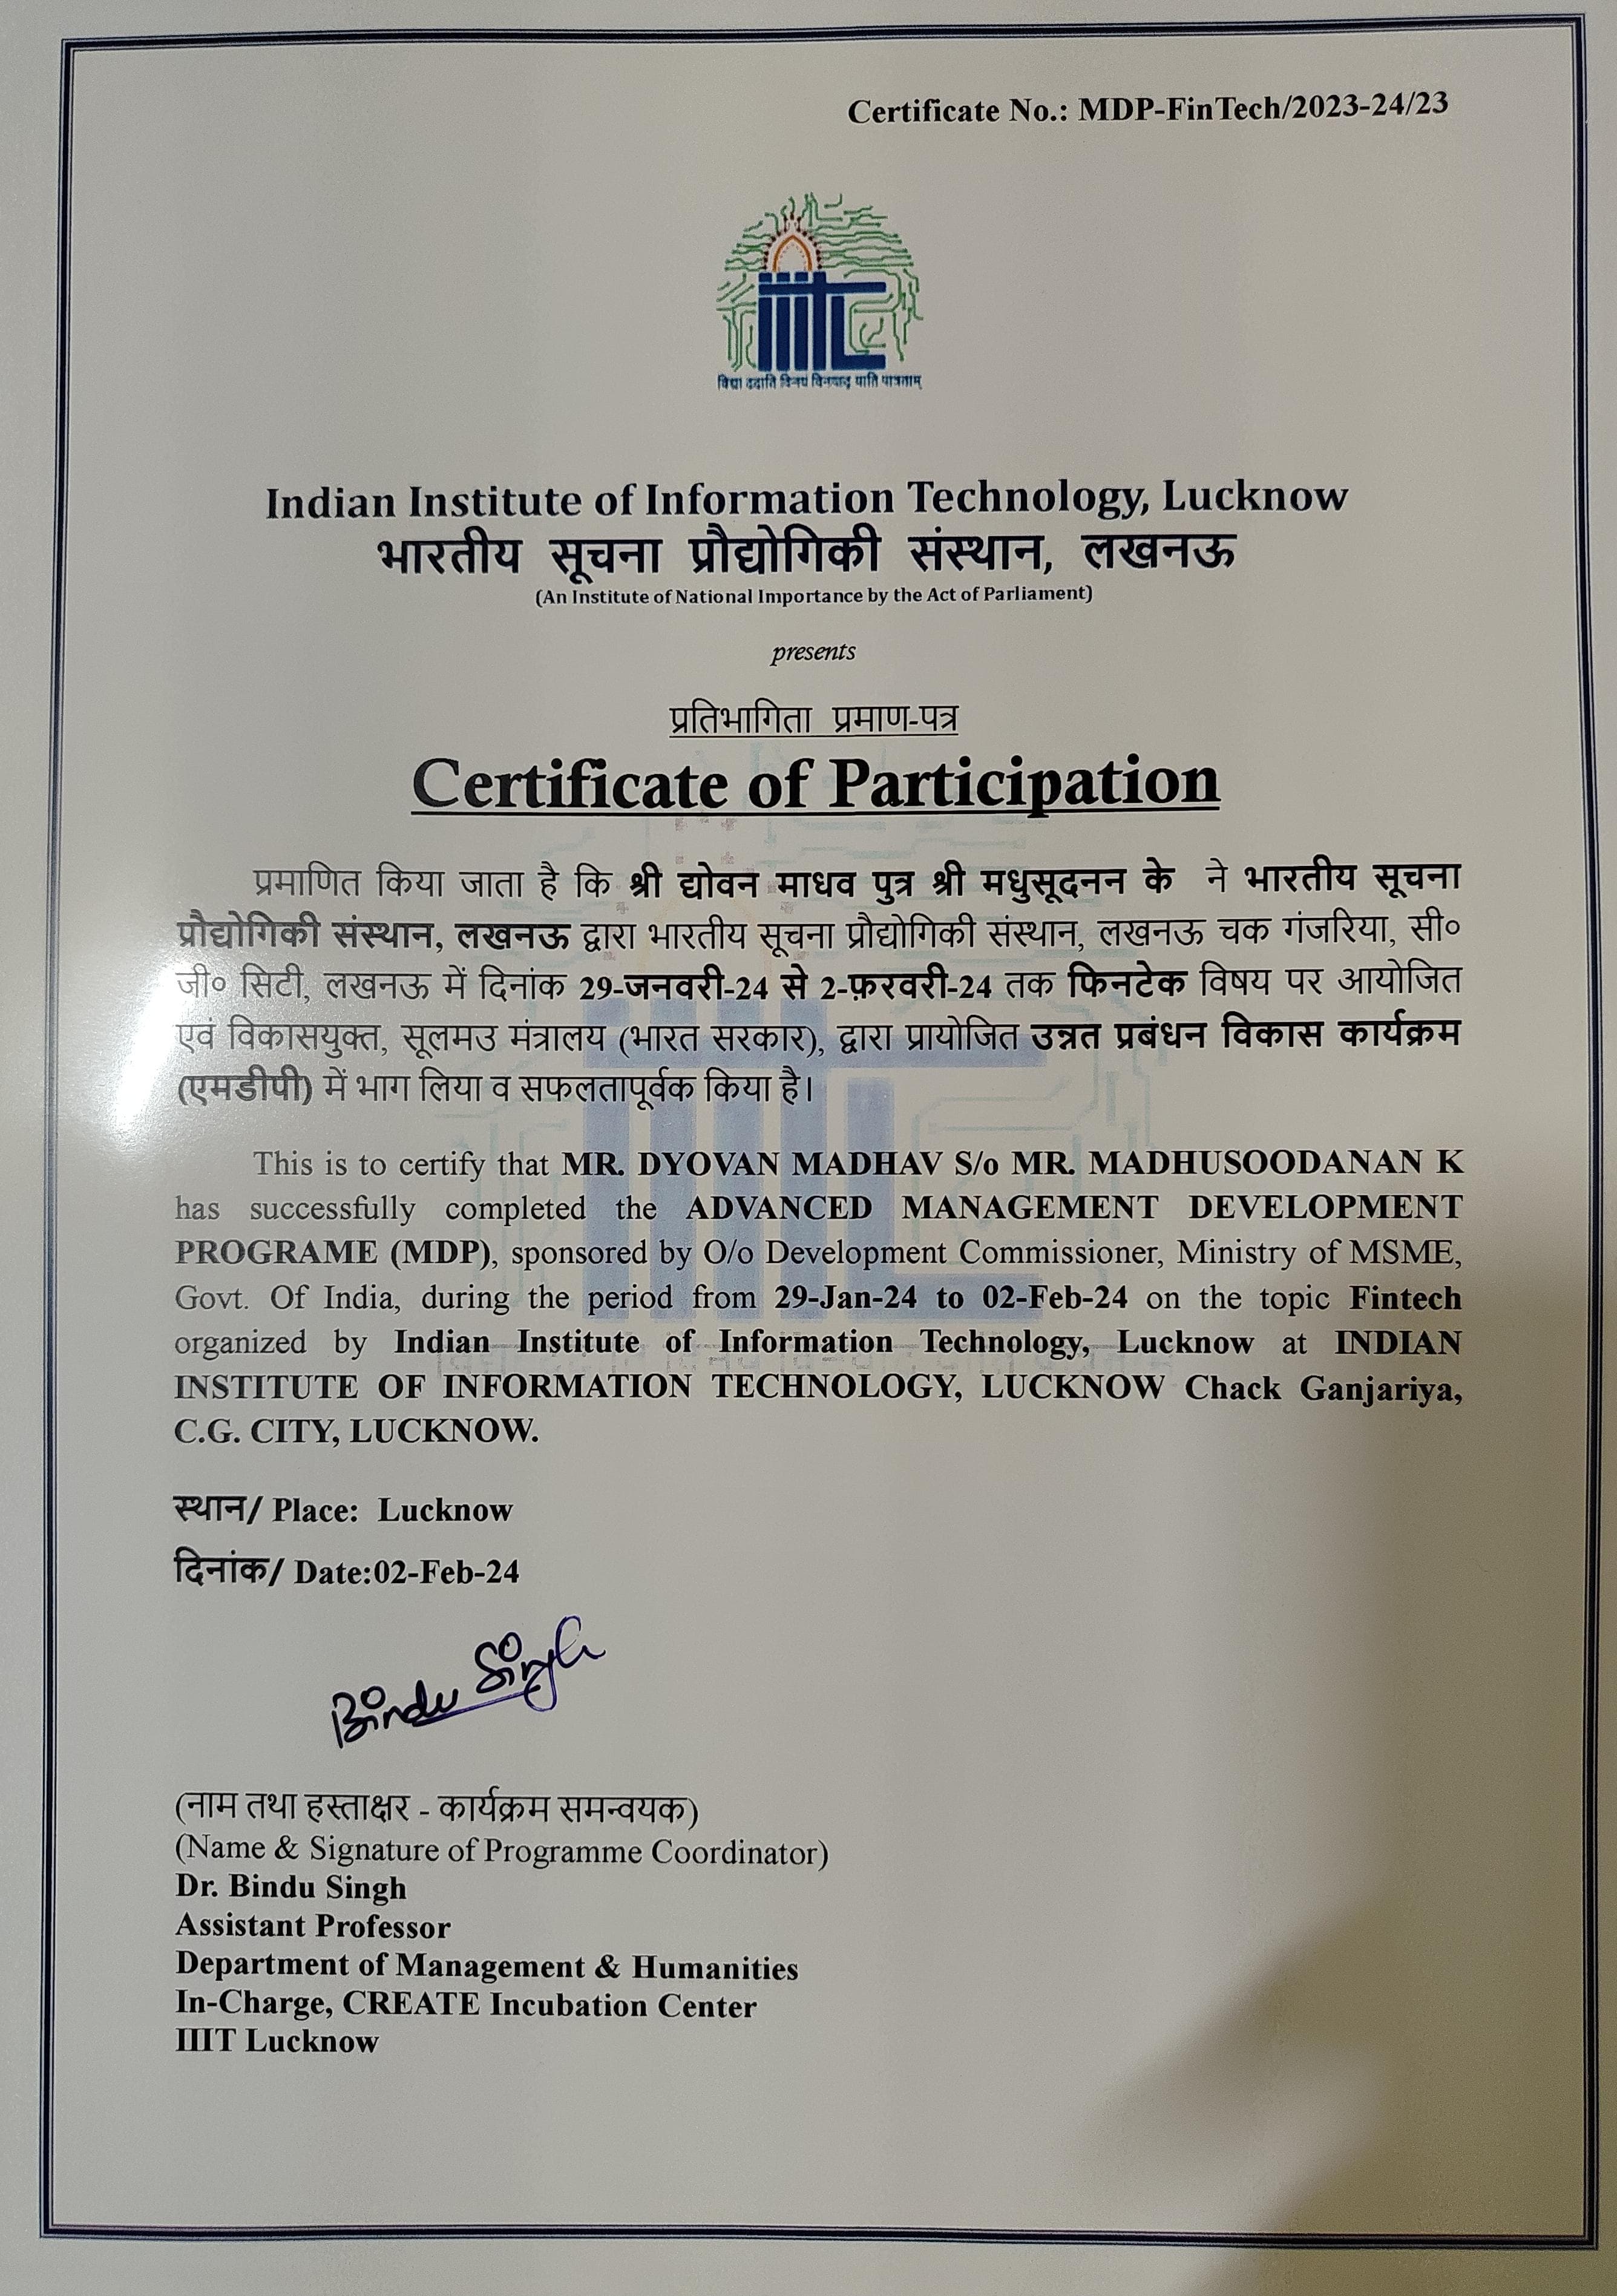 Certificate No.: MDP-FinTech/2023-24/23
iiitL
विद्या ददाति विनयं विनयाद् याति पात्रताम्
Indian Institute of Information Technology, Lucknow
भारतीय सूचना प्रौद्योगिकी संस्थान, लखनऊ
(An Institute of National Importance by the Act of Parliament)
presents
प्रतिभागिता प्रमाण-पत्र
Certificate of Participation
प्रमाणित किया जाता है कि श्री द्योवन माधव पुत्र श्री मधुसूदनन के ने भारतीय सूचना
प्रौद्योगिकी संस्थान, लखनऊ द्वारा भारतीय सूचना प्रौद्योगिकी संस्थान, लखनऊ चक गंजरिया, सी०
जी० सिटी, लखनऊ में दिनांक 29-जनवरी-24 से 2-फ़रवरी-24 तक फिनटेक विषय पर आयोजित
एवं विकासयुक्त, सूलमउ मंत्रालय (भारत सरकार), द्वारा प्रायोजित उन्नत प्रबंधन विकास कार्यक्रम
(एमडीपी) में भाग लिया व सफलतापूर्वक किया है।
This is to certify that MR. DYOVAN MADHAV S/o MR. MADHUSOODANAN K
has successfully completed the ADVANCED MANAGEMENT DEVELOPMENT
PROGRAME (MDP), sponsored by O/o Development Commissioner, Ministry of MSME,
Govt. Of India, during the period from 29-Jan-24 to 02-Feb-24 on the topic Fintech
organized by Indian Institute of Information Technology, Lucknow at INDIAN
INSTITUTE OF INFORMATION TECHNOLOGY, LUCKNOW Chack Ganjariya,
C.G. CITY, LUCKNOW.
स्थान/ Place: Lucknow
दिनांक/ Date:02-Feb-24
Bindu Singh
(नाम तथा हस्ताक्षर - कार्यक्रम समन्वयक)
(Name & Signature of Programme Coordinator)
Dr. Bindu Singh
Assistant Professor
Department of Management & Humanities
In-Charge, CREATE Incubation Center
IIIT Lucknow